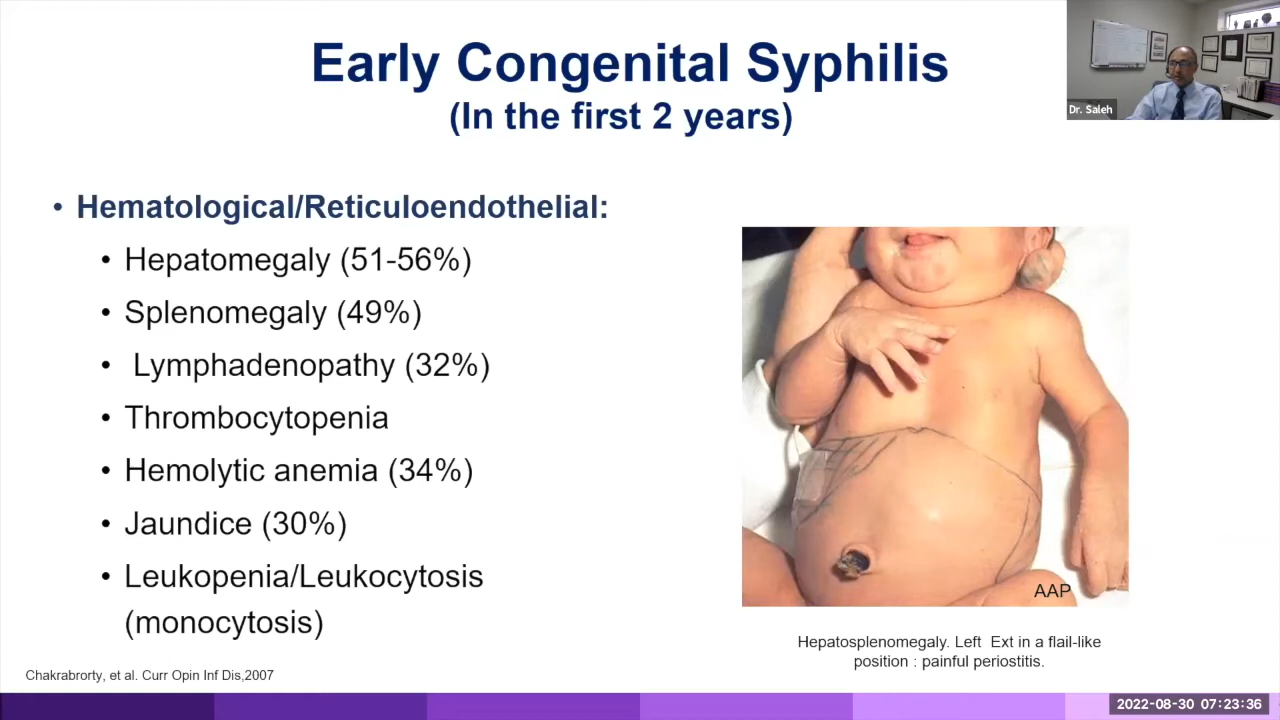 Early Congenital Syphilis
(In the first 2 years)
Dr. Saleh
• Hematological/Reticuloendothelial:
• Hepatomegaly (51-56%)
• Splenomegaly (49%)
• Lymphadenopathy (32%)
• Thrombocytopenia
• Hemolytic anemia (34%)
• Jaundice (30%)
• Leukopenia/Leukocytosis
(monocytosis)
AAP
Hepatosplenomegaly. Left Ext in a flail-like
position : painful periostitis.
Chakrabrorty, et al. Curr Opin Inf Dis,2007
2022-08-30 07:23:36